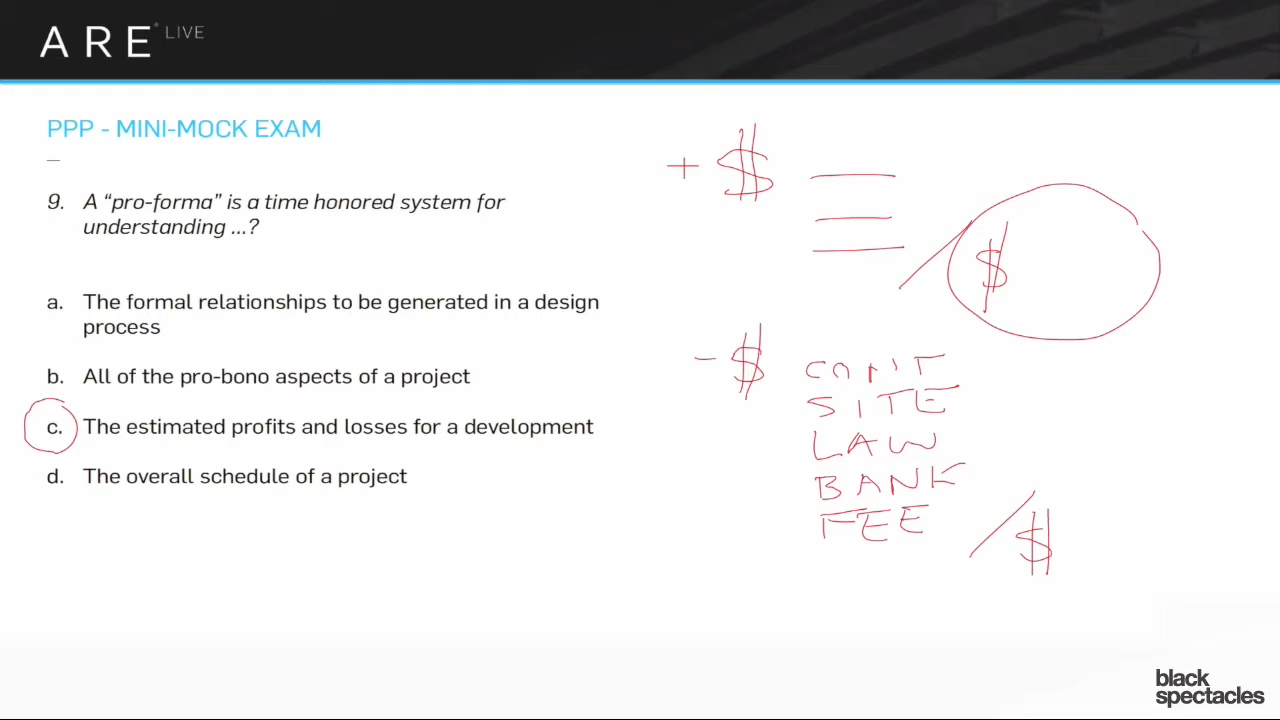 ARE® LIVE
PPP - MINI-MOCK EXAM
9. A “pro-forma” is a time honored system for
understanding ...?
a. The formal relationships to be generated in a design
process
b. All of the pro-bono aspects of a project
c. The estimated profits and losses for a development
d. The overall schedule of a project
+ $
$
- $
SITE
LAW
BANK
FEE
/ $
black
spectacles